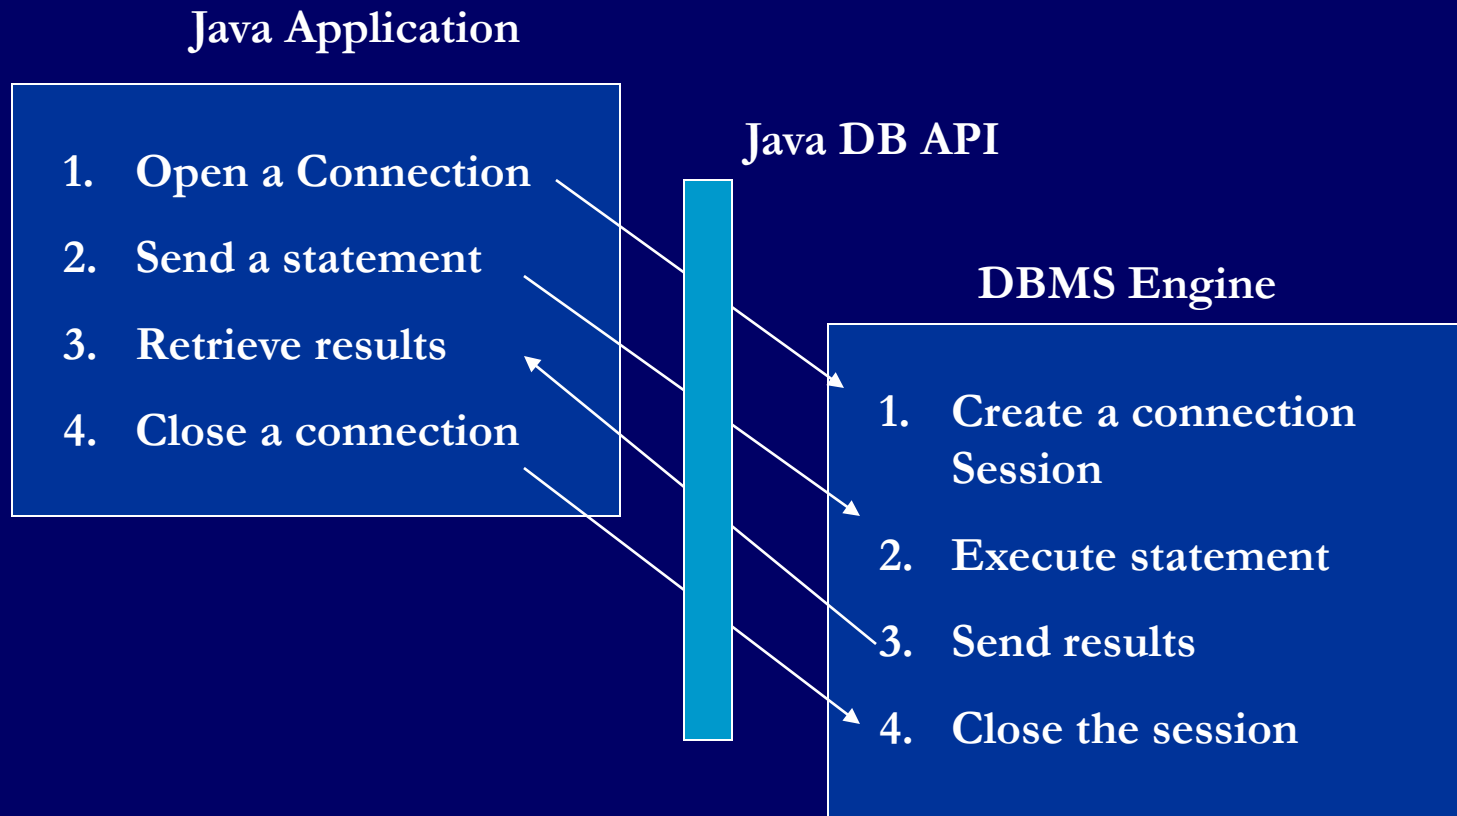 Java Application
1. Open a Connection
2. Send a statement
3. Retrieve results
4. Close a connection
Java DB API
DBMS Engine
1. Create a connection
Session
2. Execute statement
3. Send results
4. Close the session